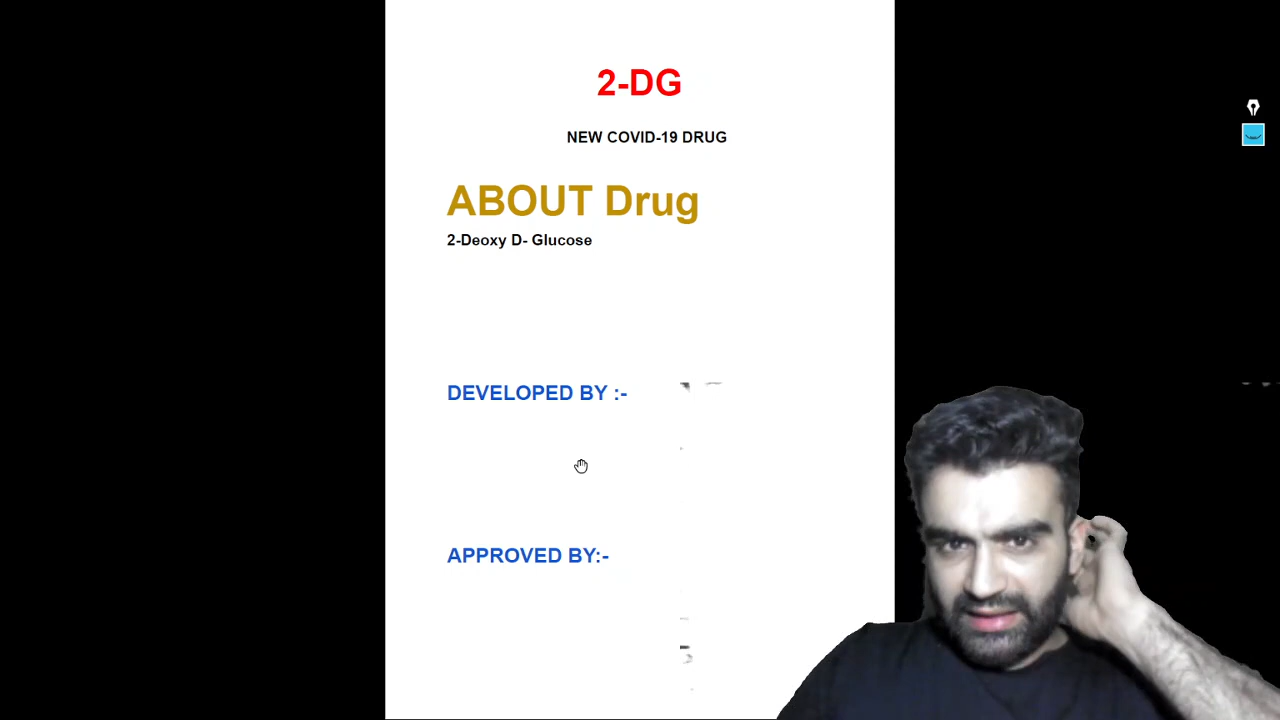 2-DG
NEW COVID-19 DRUG
ABOUT Drug
2-Deoxy D- Glucose
DEVELOPED BY :-
APPROVED BY:-